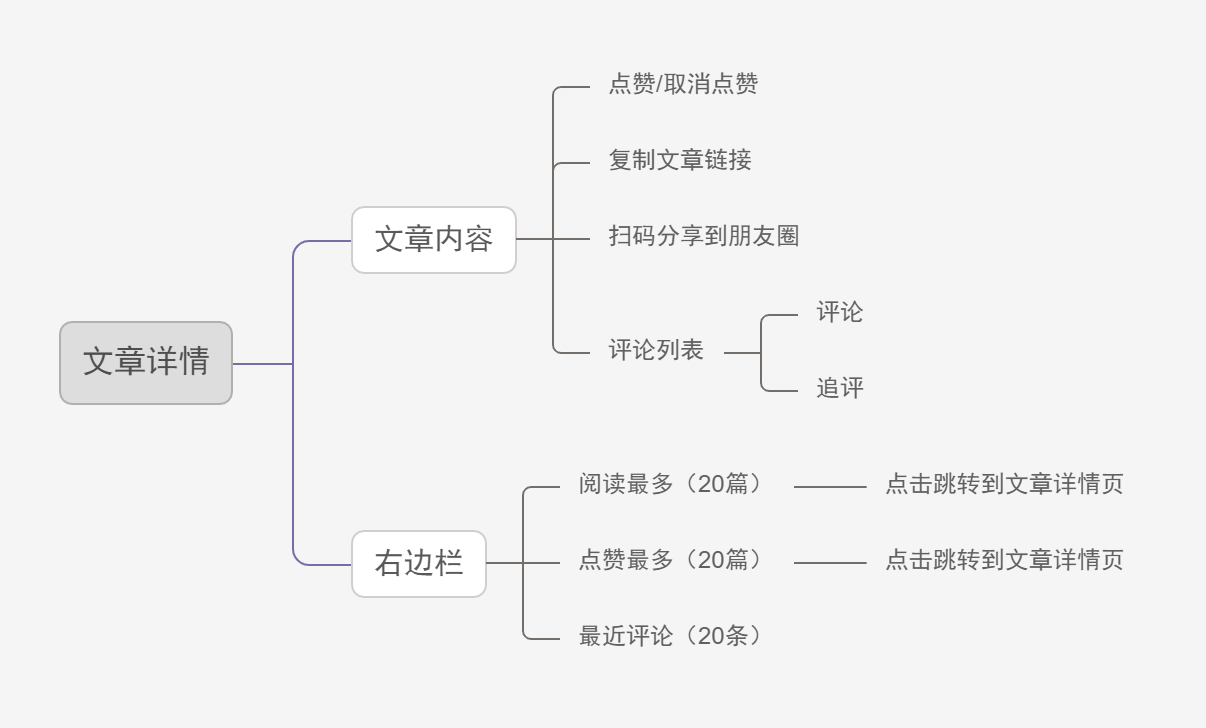 文章详情
文章内容
点赞/取消点赞
复制文章链接
扫码分享到朋友圈
评论列表
评论
追评
右边栏
阅读最多（20篇）
点击跳转到文章详情页
点赞最多（20篇）
点击跳转到文章详情页
最近评论（20条）